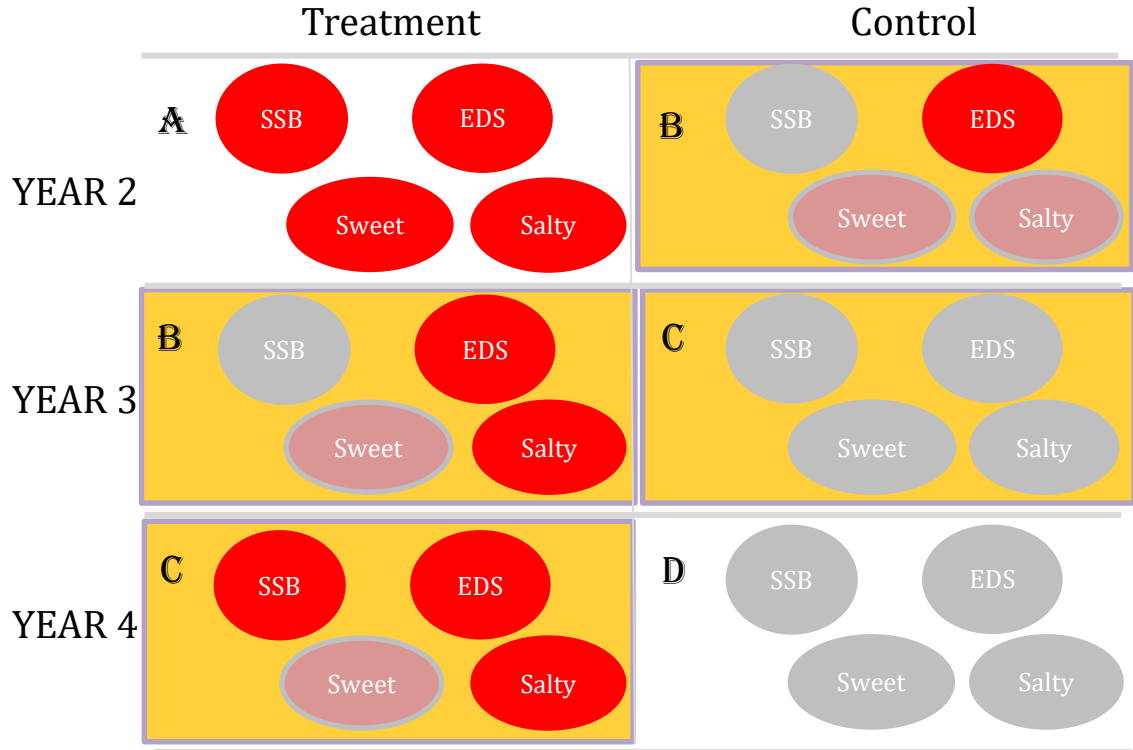 Treatment Control
A SSB EDS B SSB EDS
YEAR 2
Sweet Salty Sweet Salty
B SSB EDS C SSB EDS
YEAR 3
Sweet Salty Sweet Salty
C SSB EDS D SSB EDS
YEAR 4
Sweet Salty Sweet Salty